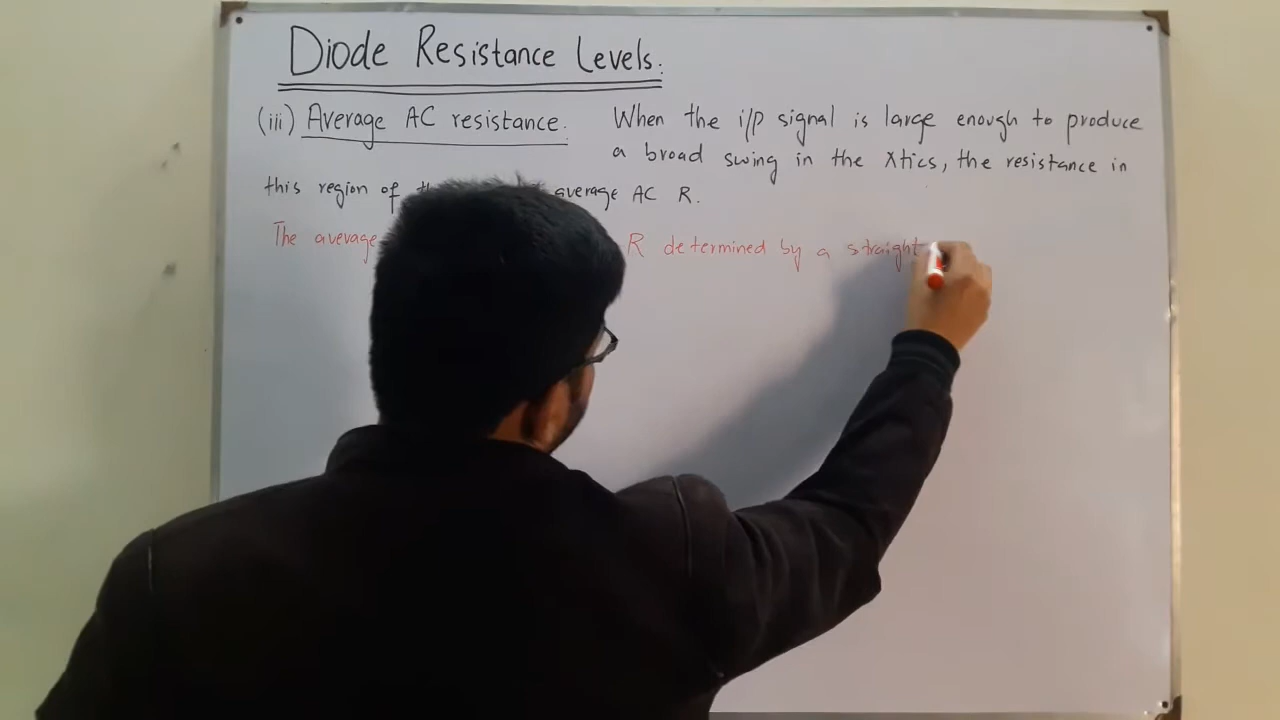 Diode Resistance Levels:
(iii) Average AC resistance. When the i/p signal is large enough to produce
a broad swing in the Xtics, the resistance in
this region of average AC R.
The average R determined by a straight